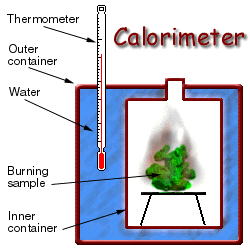 Thermometer
Calorimeter
Outer
container
Water
Burning
sample
Inner
container